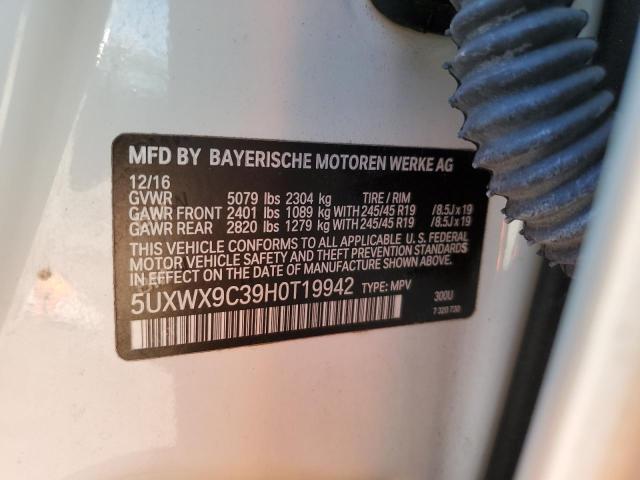 MFD BY BAYERISCHE MOTOREN WERKE AG
12/16
GVWR 5079 lbs 2304 kg TIRE / RIM
GAWR FRONT 2401 lbs 1089 kg WITH 245/45 R19 /8.5J x 19
GAWR REAR 2820 lbs 1279 kg WITH 245/45 R19 /8.5J x 19
THIS VEHICLE CONFORMS TO ALL APPLICABLE U. S. FEDERAL
MOTOR VEHICLE SAFETY AND THEFT PREVENTION STANDARDS
IN EFFECT ON THE DATE OF MANUFACTURE SHOWN ABOVE.
5UXWX9C39H0T19942 TYPE: MPV
300U
7 320 730